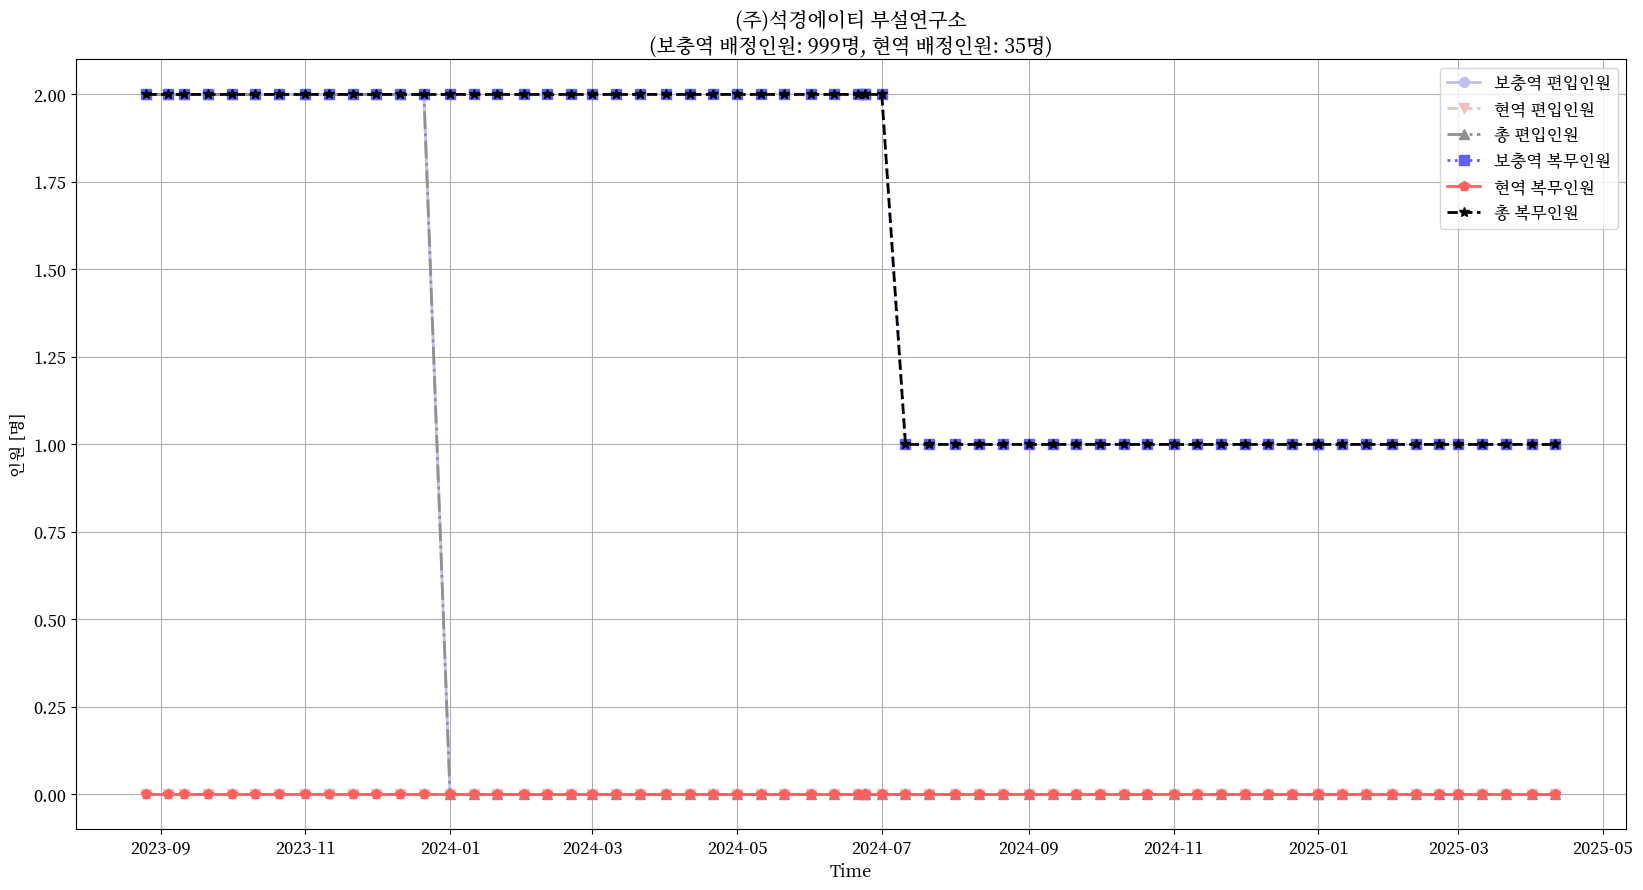 (주)석경에이티 부설연구소
(보충역 배정인원: 999명, 현역 배정인원: 35명)
보충역 편입인원
현역 편입인원
총 편입인원
보충역 복무인원
현역 복무인원
총 복무인원
2.00
1.75
1.50
1.25
1.00
0.75
0.50
0.25
0.00
인원 [명]
2023-09 2023-11 2024-01 2024-03 2024-05 2024-07 2024-09 2024-11 2025-01 2025-03 2025-05
Time